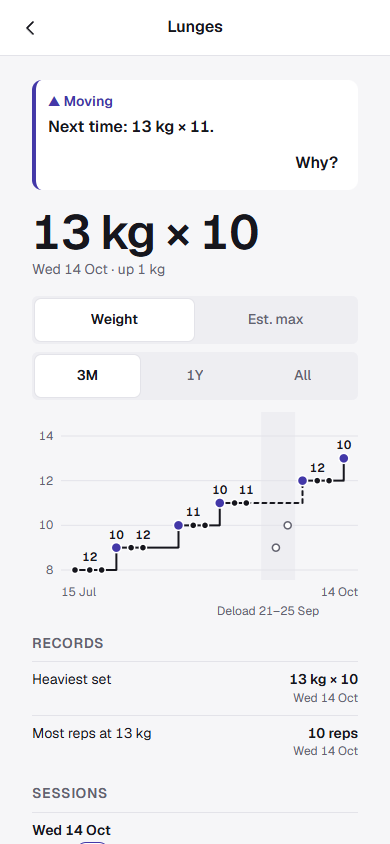 Lunges
▲ Moving
Next time: 13 kg × 11.
Why?
13 kg × 10
Wed 14 Oct · up 1 kg
Weight
Est. max
3M
1Y
All
14
12
10
8
12
10
12
11
10
11
12
10
15 Jul
14 Oct
Deload 21–25 Sep
RECORDS
Heaviest set
13 kg × 10
Wed 14 Oct
Most reps at 13 kg
10 reps
Wed 14 Oct
SESSIONS
Wed 14 Oct